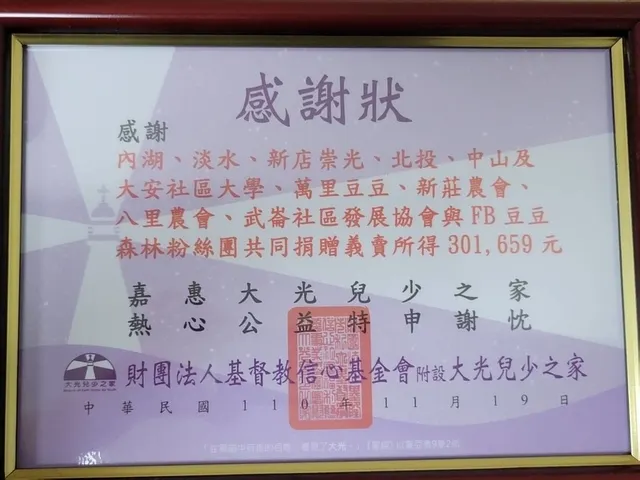 感謝狀
感謝
內湖、淡水、新店崇光、北投、中山及
大安社區大學、萬里豆豆、新莊農會、
八里農會、武崙社區發展協會與FB豆豆
森林粉絲團共同捐贈義賣所得301,659元
嘉惠大光兒少之家
熱心公益特申謝忱
大光兒少之家
財團法人基督教信心基金會附設大光兒少之家
中華民國110年11月19日